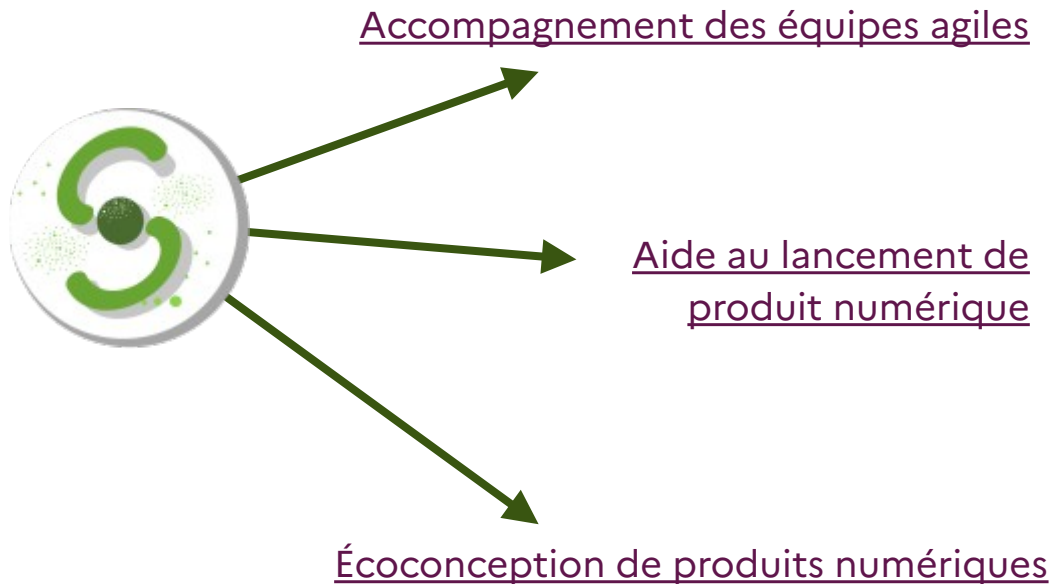 Accompagnement des équipes agiles
Aide au lancement de
produit numérique
Écoconception de produits numériques